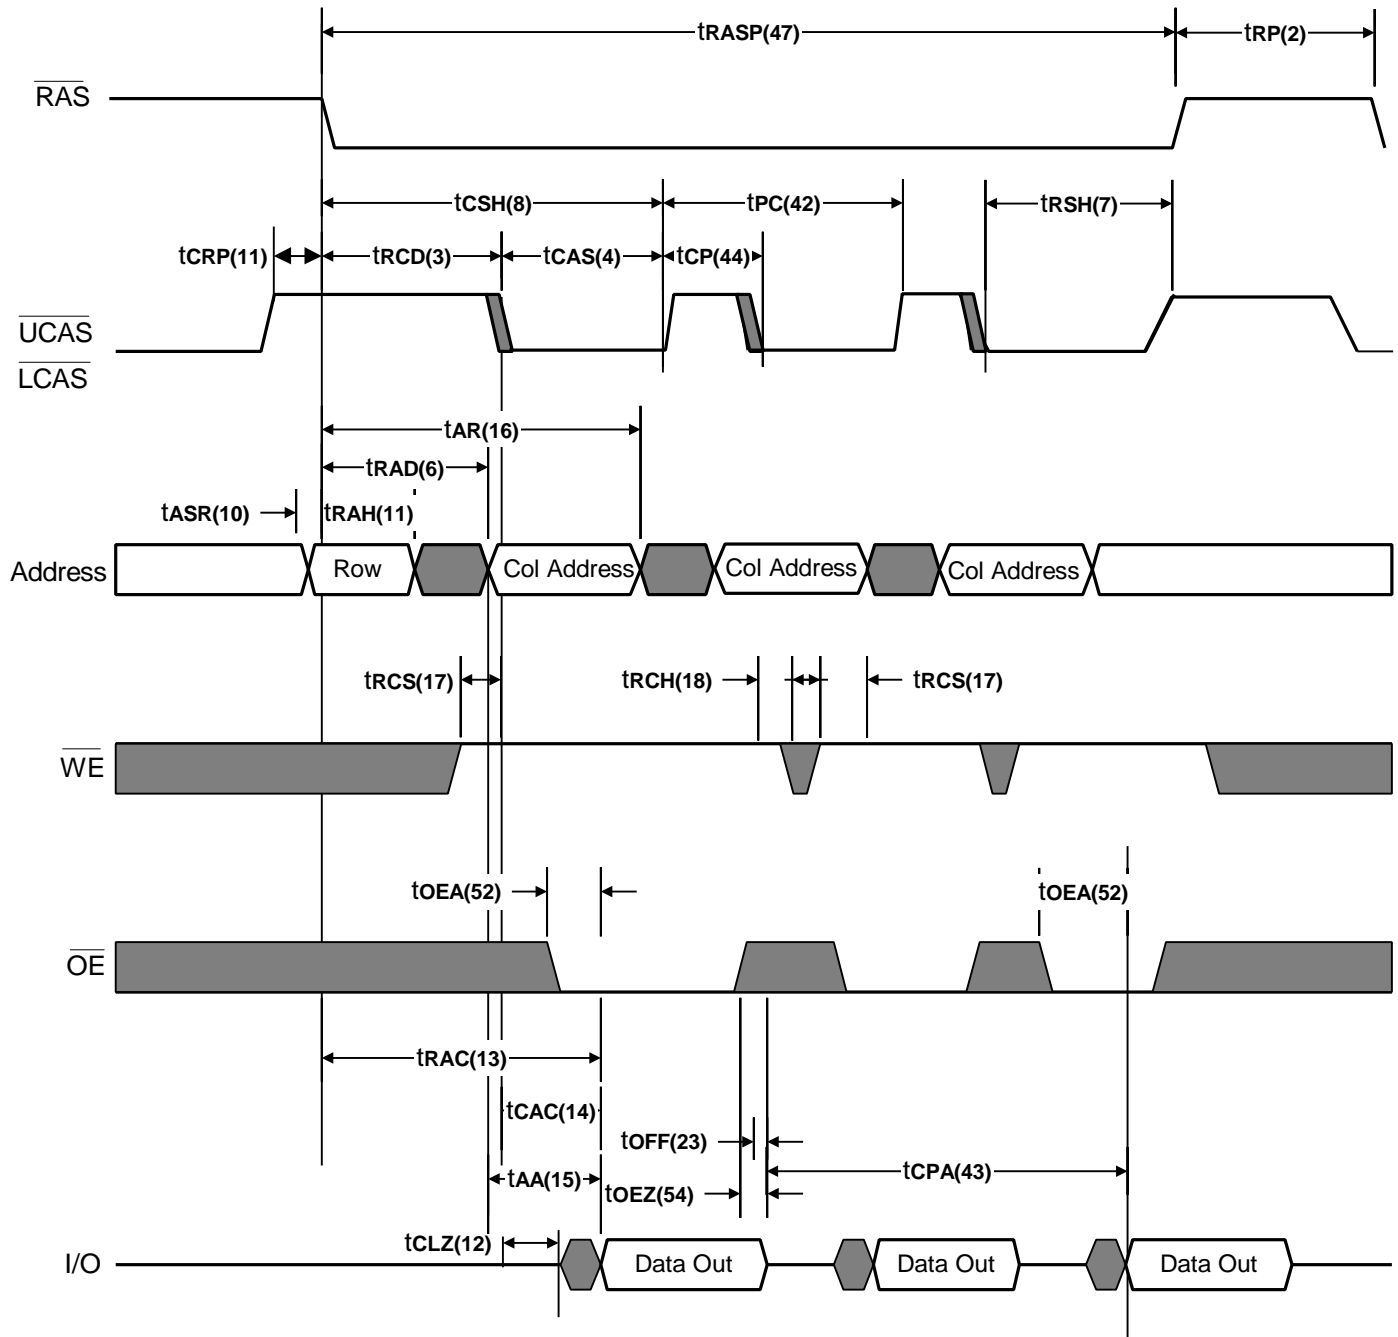 tRASP(47) tRP(2)
RAS
tCSH(8) tPC(42) tRSH(7)
tCRP(11) tRCD(3) tCAS(4) tCP(44)
UCAS
LCAS
tAR(16)
tRAD(6)
tASR(10) tRAH(11)
Address Row Col Address Col Address Col Address
tRCS(17) tRCH(18) tRCS(17)
WE
tOEA(52) tOEA(52)
OE
tRAC(13)
tCAC(14)
tOFF(23)
tAA(15) tOEZ(54) tCPA(43)
tCLZ(12)
I/O Data Out Data Out Data Out